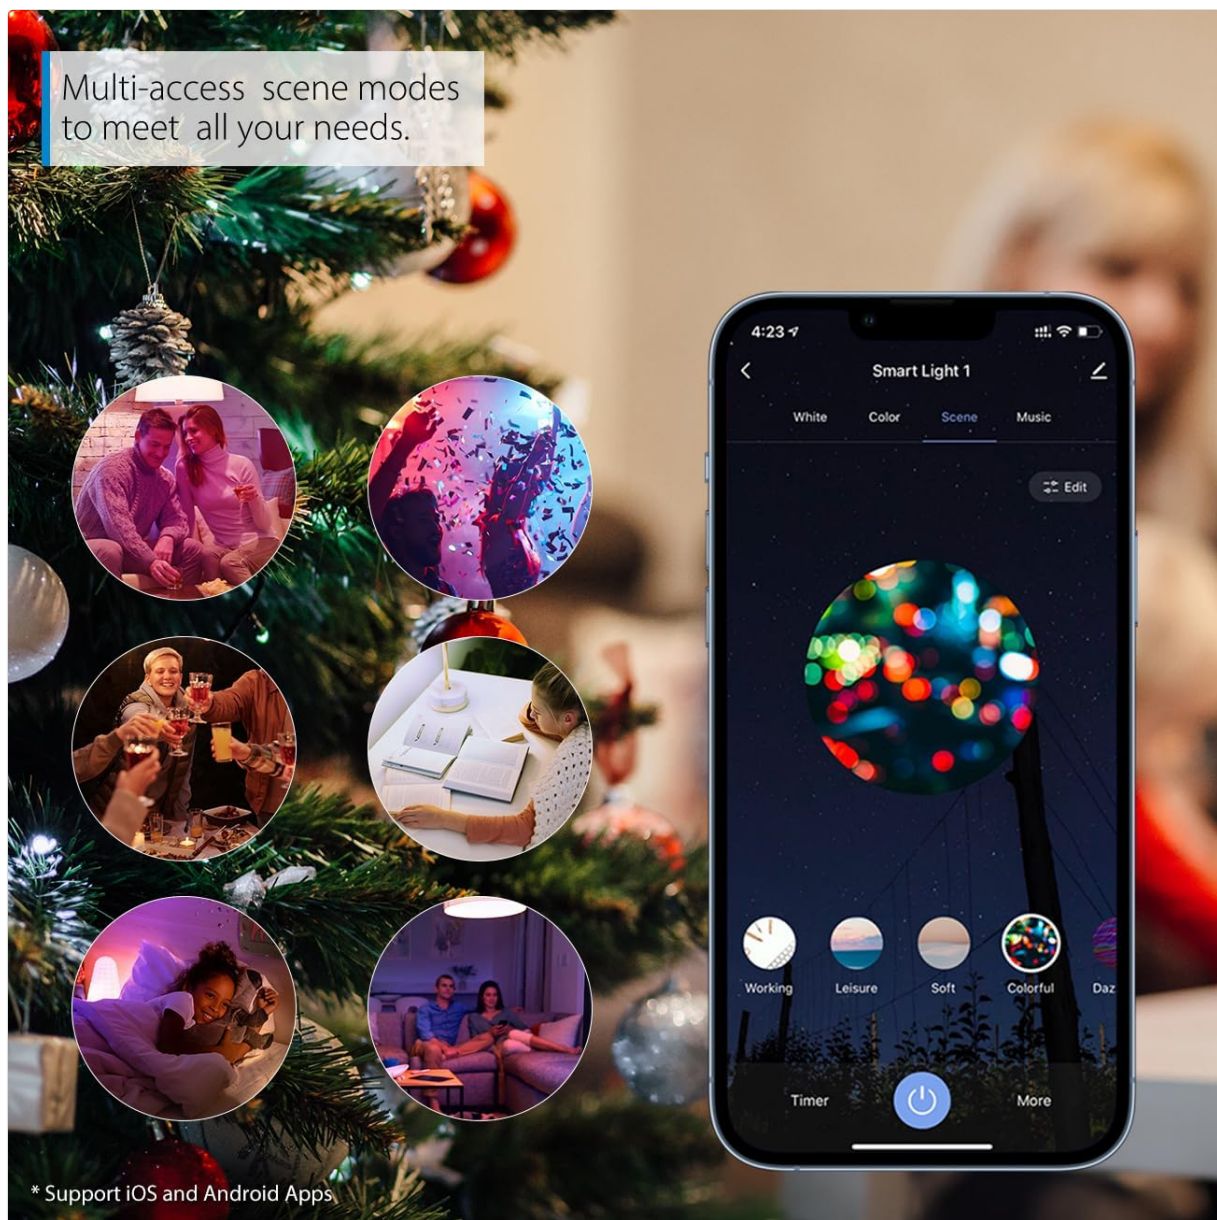 Multi-access scene modes
to meet all your needs.
4:23
Smart Light 1
White Color Scene Music
Edit
Working Leisure Soft Colorful Daz
Timer More
* Support iOS and Android Apps